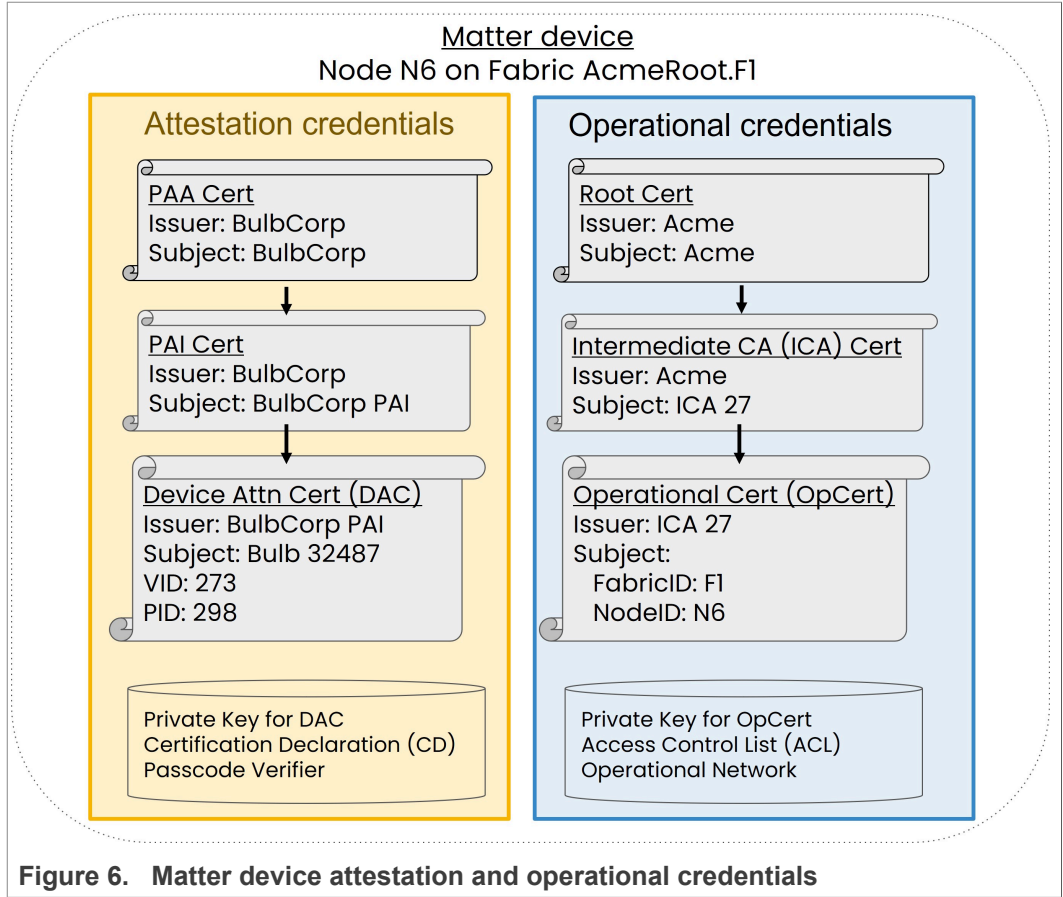 Matter device
Node N6 on Fabric AcmeRoot.F1
Attestation credentials
PAA Cert
Issuer: BulbCorp
Subject: BulbCorp
PAI Cert
Issuer: BulbCorp
Subject: BulbCorp PAI
Device Attn Cert (DAC)
Issuer: BulbCorp PAI
Subject: Bulb 32487
VID: 273
PID: 298
Private Key for DAC
Certification Declaration (CD)
Passcode Verifier
Operational credentials
Root Cert
Issuer: Acme
Subject: Acme
Intermediate CA (ICA) Cert
Issuer: Acme
Subject: ICA 27
Operational Cert (OpCert)
Issuer: ICA 27
Subject:
FabricID: F1
NodeID: N6
Private Key for OpCert
Access Control List (ACL)
Operational Network
Figure 6. Matter device attestation and operational credentials